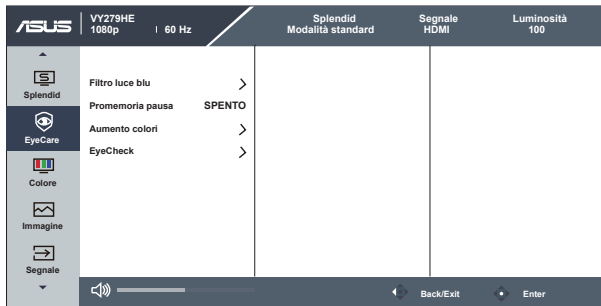 ASUS
VY279HE
1080p | 60 Hz
Splendid
Modalità standard
Segnale
HDMI
Luminosità
100
Splendid
EyeCare
Colore
Immagine
Segnale
Filtro luce blu
Promemoria pausa SPENTO
Aumento colori
EyeCheck
Back/Exit
Enter